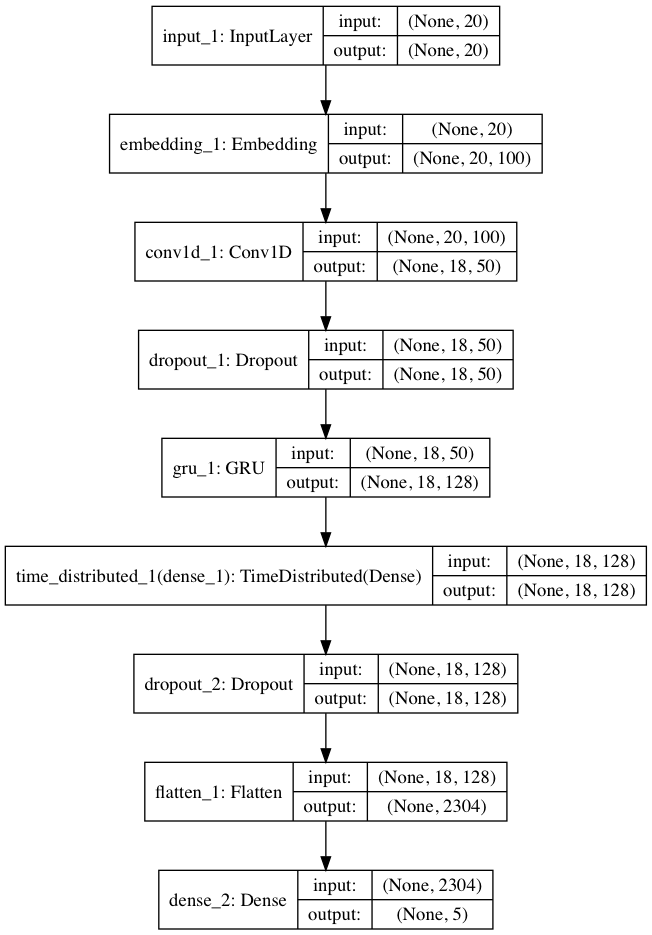 input_1: InputLayer
input: (None, 20)
output: (None, 20)
embedding_1: Embedding
input: (None, 20)
output: (None, 20, 100)
conv1d_1: Conv1D
input: (None, 20, 100)
output: (None, 18, 50)
dropout_1: Dropout
input: (None, 18, 50)
output: (None, 18, 50)
gru_1: GRU
input: (None, 18, 50)
output: (None, 18, 128)
time_distributed_1(dense_1): TimeDistributed(Dense)
input: (None, 18, 128)
output: (None, 18, 128)
dropout_2: Dropout
input: (None, 18, 128)
output: (None, 18, 128)
flatten_1: Flatten
input: (None, 18, 128)
output: (None, 2304)
dense_2: Dense
input: (None, 2304)
output: (None, 5)